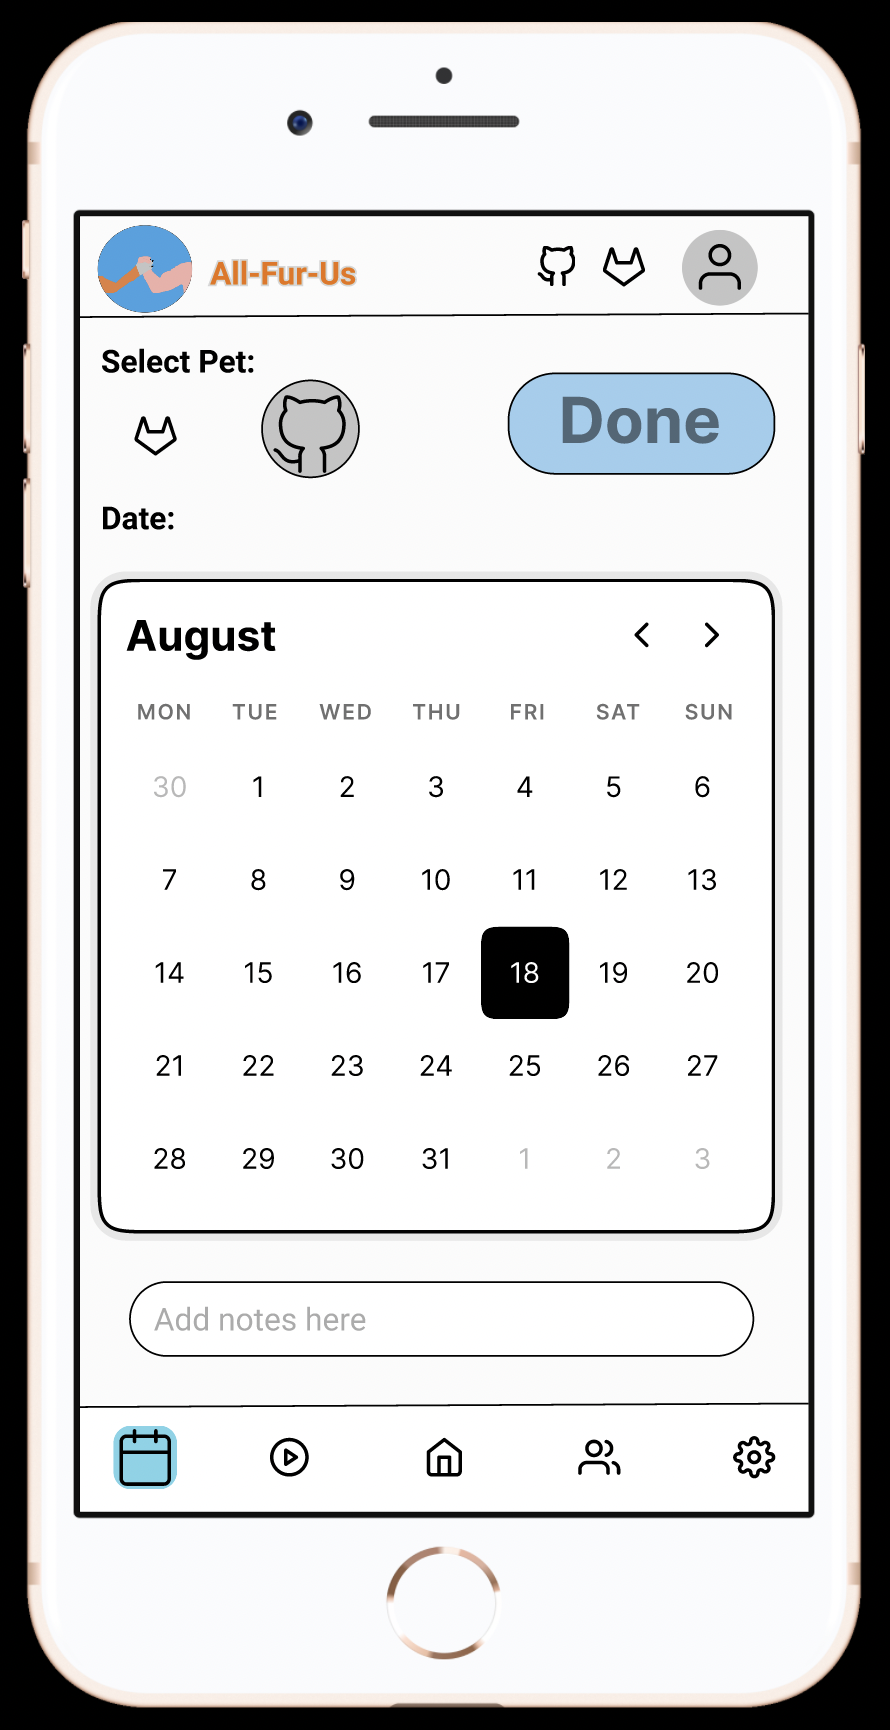 All-Fur-Us
Select Pet:
Done
Date:
August
MON TUE WED THU FRI SAT SUN
30 1 2 3 4 5 6
7 8 9 10 11 12 13
14 15 16 17 18 19 20
21 22 23 24 25 26 27
28 29 30 31 1 2 3
Add notes here